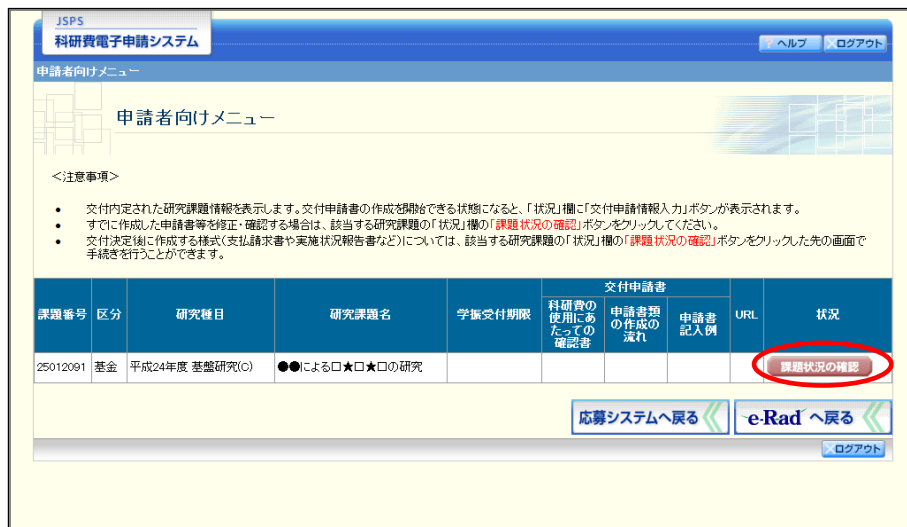 JSPS
科研費電子申請システム
? ヘルプ
ログアウト
申請者向けメニュー
申請者向けメニュー
＜注意事項＞
• 交付内定された研究課題情報を表示します。交付申請書の作成を開始できる状態になると、「状況」欄に「交付申請情報入力」ボタンが表示されます。
• すでに作成した申請書等を修正・確認する場合は、該当する研究課題の「状況」欄の「課題状況の確認」ボタンをクリックしてください。
• 交付決定後に作成する様式(支払請求書や実施状況報告書など)については、該当する研究課題の「状況」欄の「課題状況の確認」ボタンをクリックした先の画面で
手続きを行うことができます。
交付申請書
課題番号 区分 研究種目 研究課題名 学振受付期限 科研費の使用にあたっての確認書 申請書類の作成の流れ 申請書記入例 URL 状況
25012091 基金 平成24年度 基盤研究(C) ●●による□★□★□の研究 課題状況の確認
応募システムへ戻る
e-Rad へ戻る
ログアウト